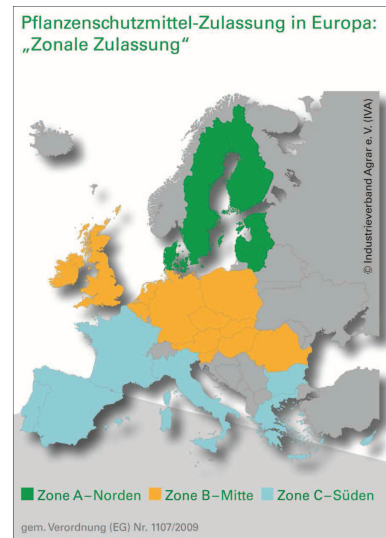 Pflanzenschutzmittel-Zulassung in Europa:
„Zonale Zulassung“
© Industrieverband Agrar e. V. (IVA)
Zone A–Norden
Zone B–Mitte
Zone C–Süden
gem. Verordnung (EG) Nr. 1107/2009